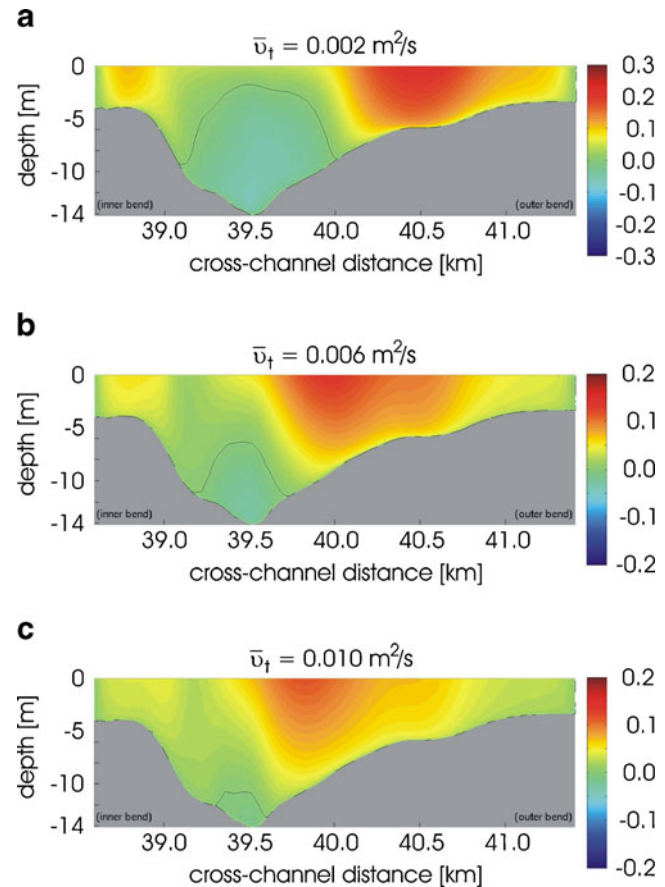 a
ῡt = 0.002 m²/s
depth [m]
0
-5
-10
-14
(inner bend)
(outer bend)
39.0 39.5 40.0 40.5 41.0
cross-channel distance [km]
0.3
0.2
0.1
0.0
-0.1
-0.2
-0.3
b
ῡt = 0.006 m²/s
depth [m]
0
-5
-10
-14
(inner bend)
(outer bend)
39.0 39.5 40.0 40.5 41.0
cross-channel distance [km]
0.2
0.1
0.0
-0.1
-0.2
c
ῡt = 0.010 m²/s
depth [m]
0
-5
-10
-14
(inner bend)
(outer bend)
39.0 39.5 40.0 40.5 41.0
cross-channel distance [km]
0.2
0.1
0.0
-0.1
-0.2